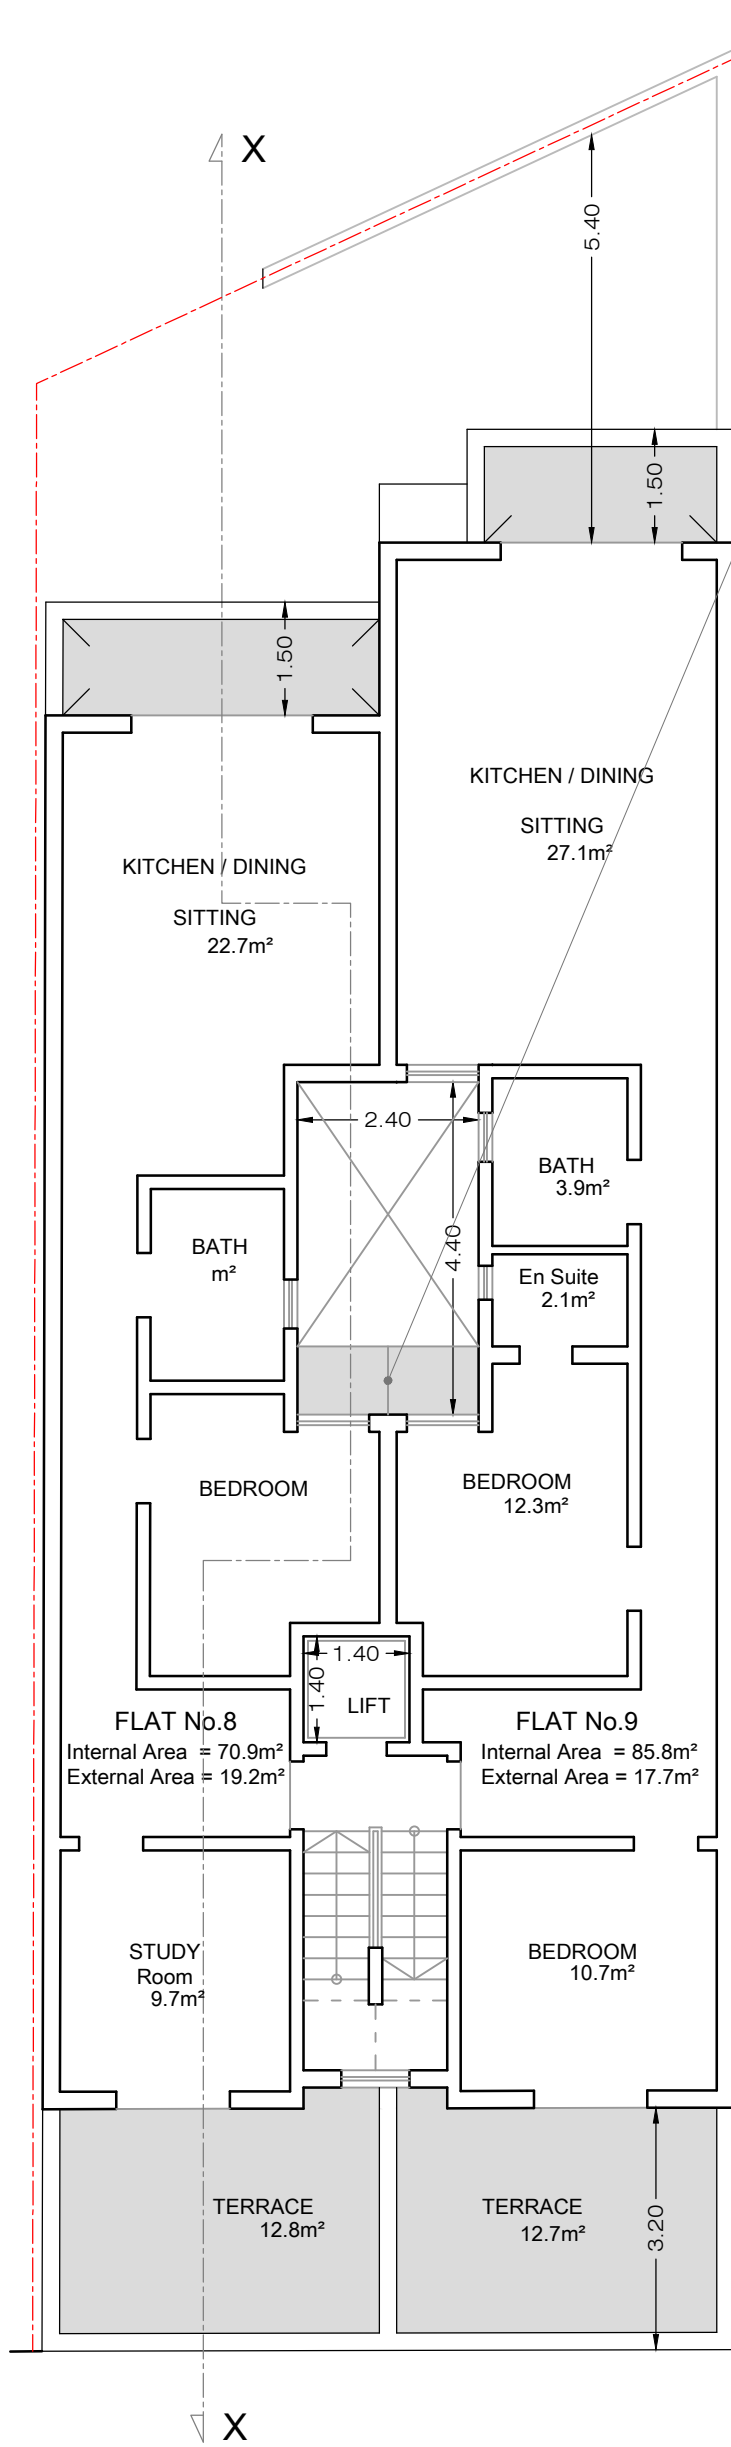 X
5.40
1.50
1.50
KITCHEN / DINING
SITTING
27.1m²
KITCHEN / DINING
SITTING
22.7m²
2.40
4.40
BATH
3.9m²
BATH
m²
En Suite
2.1m²
BEDROOM
BEDROOM
12.3m²
1.40
1.40
LIFT
FLAT No.8
Internal Area = 70.9m²
External Area = 19.2m²
FLAT No.9
Internal Area = 85.8m²
External Area = 17.7m²
STUDY
Room
9.7m²
BEDROOM
10.7m²
TERRACE
12.8m²
TERRACE
12.7m²
3.20
X